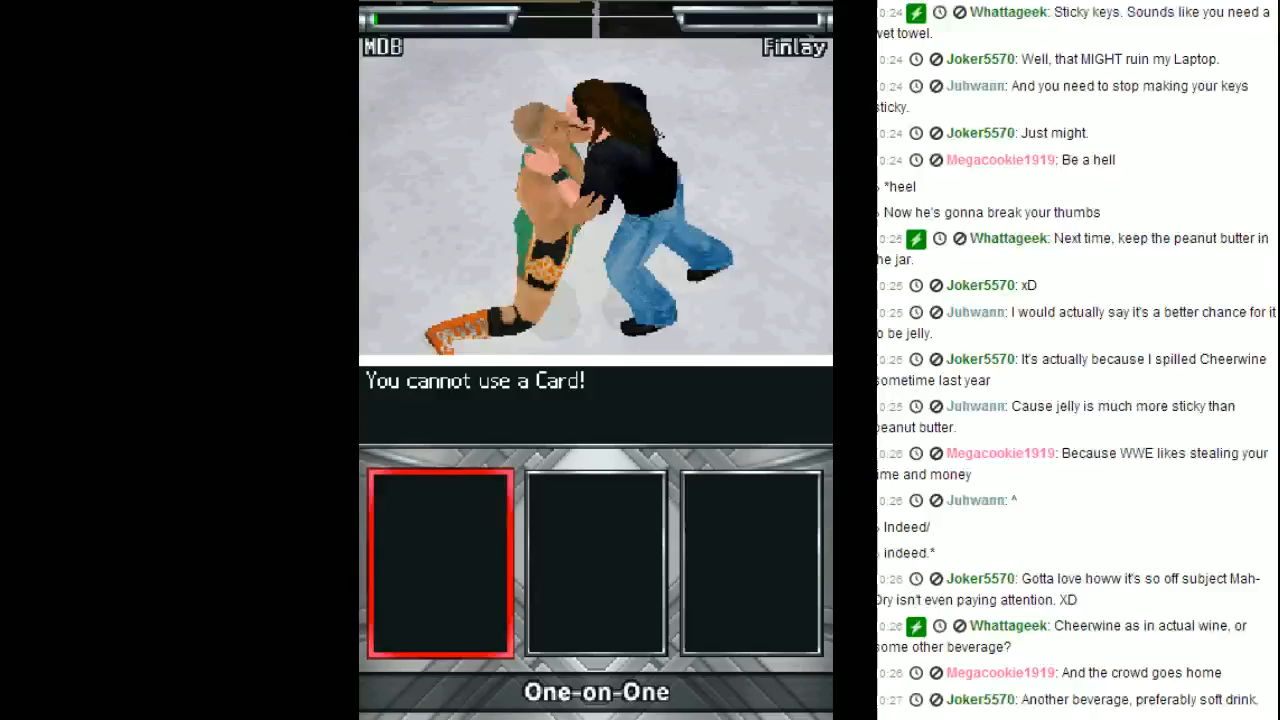 MDB
Finlay
You cannot use a Card!
One-on-One
0:24 Whattageek: Sticky keys. Sounds like you need a
wet towel.
0:24 Joker5570: Well, that MIGHT ruin my Laptop.
0:24 Juhwann: And you need to stop making your keys
sticky.
0:24 Joker5570: Just might.
0:24 Megacookie1919: Be a hell
*heel
Now he's gonna break your thumbs
0:25 Whattageek: Next time, keep the peanut butter in
he jar.
0:25 Joker5570: xD
0:25 Juhwann: I would actually say it's a better chance for it
o be jelly.
0:25 Joker5570: It's actually because I spilled Cheerwine
sometime last year
0:25 Juhwann: Cause jelly is much more sticky than
peanut butter.
0:26 Megacookie1919: Because WWE likes stealing your
ime and money
0:26 Juhwann: ^
Indeed/
indeed.*
0:26 Joker5570: Gotta love howw it's so off subject Mah-
Dry isn't even paying attention. XD
0:26 Whattageek: Cheerwine as in actual wine, or
some other beverage?
0:26 Megacookie1919: And the crowd goes home
0:27 Joker5570: Another beverage, preferably soft drink.